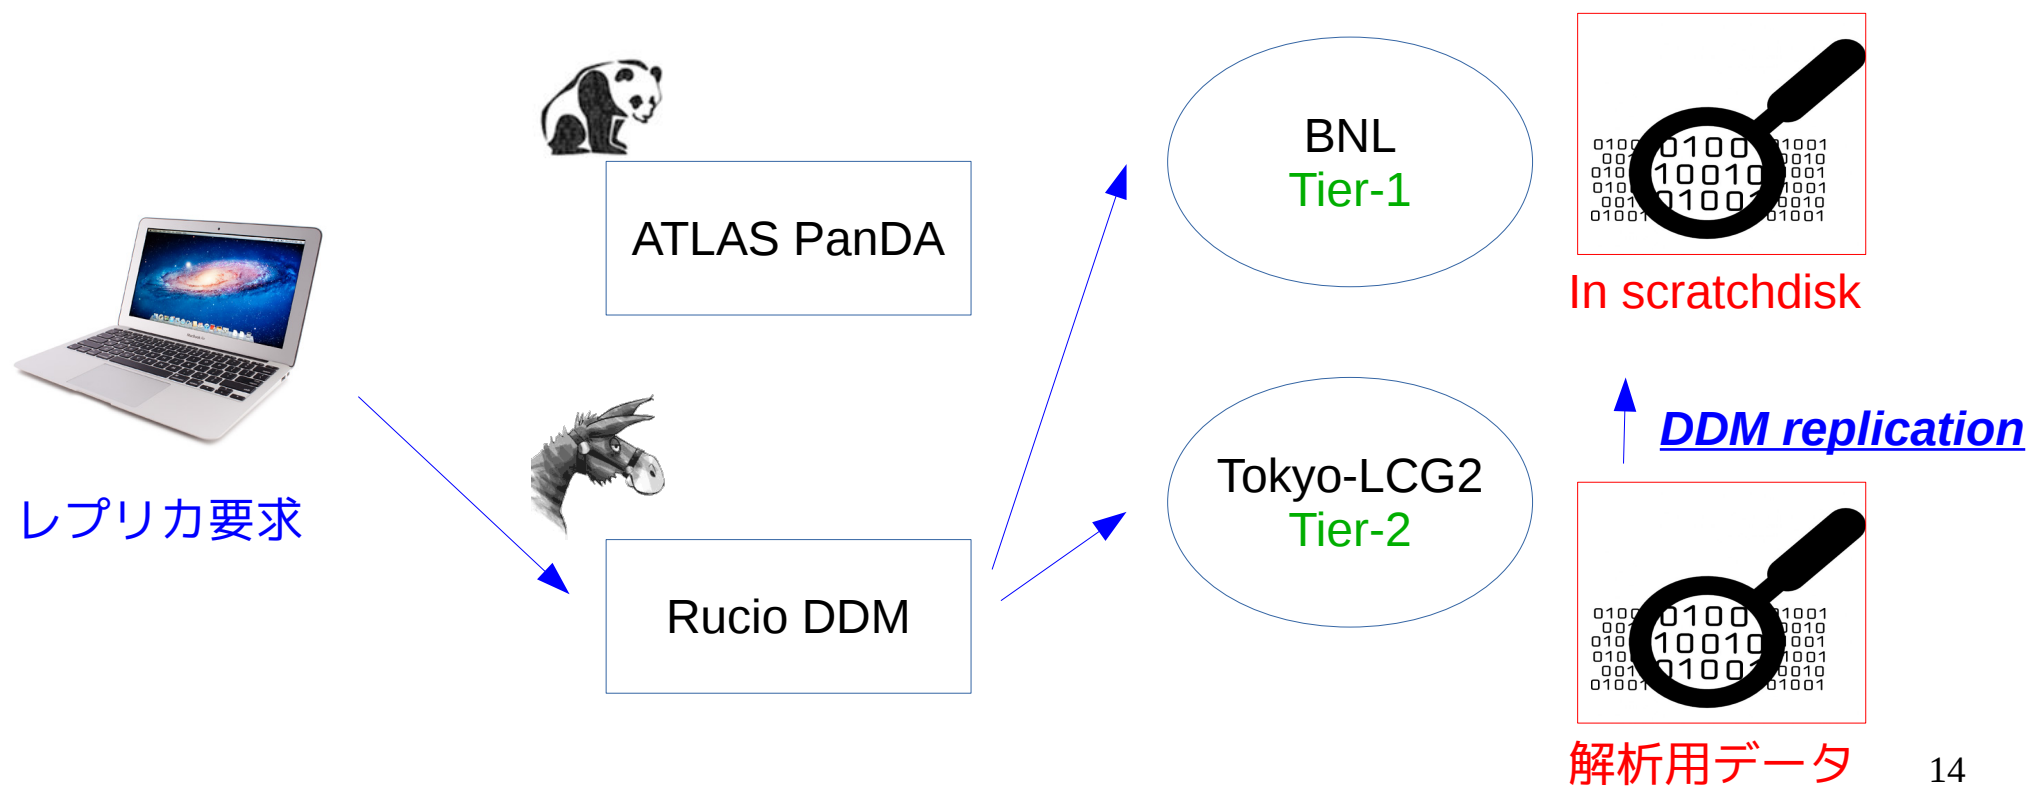 ATLAS PanDA
レプリカ要求
Rucio DDM
BNL
Tier-1
Tokyo-LCG2
Tier-2
In scratchdisk
DDM replication
解析用データ
14